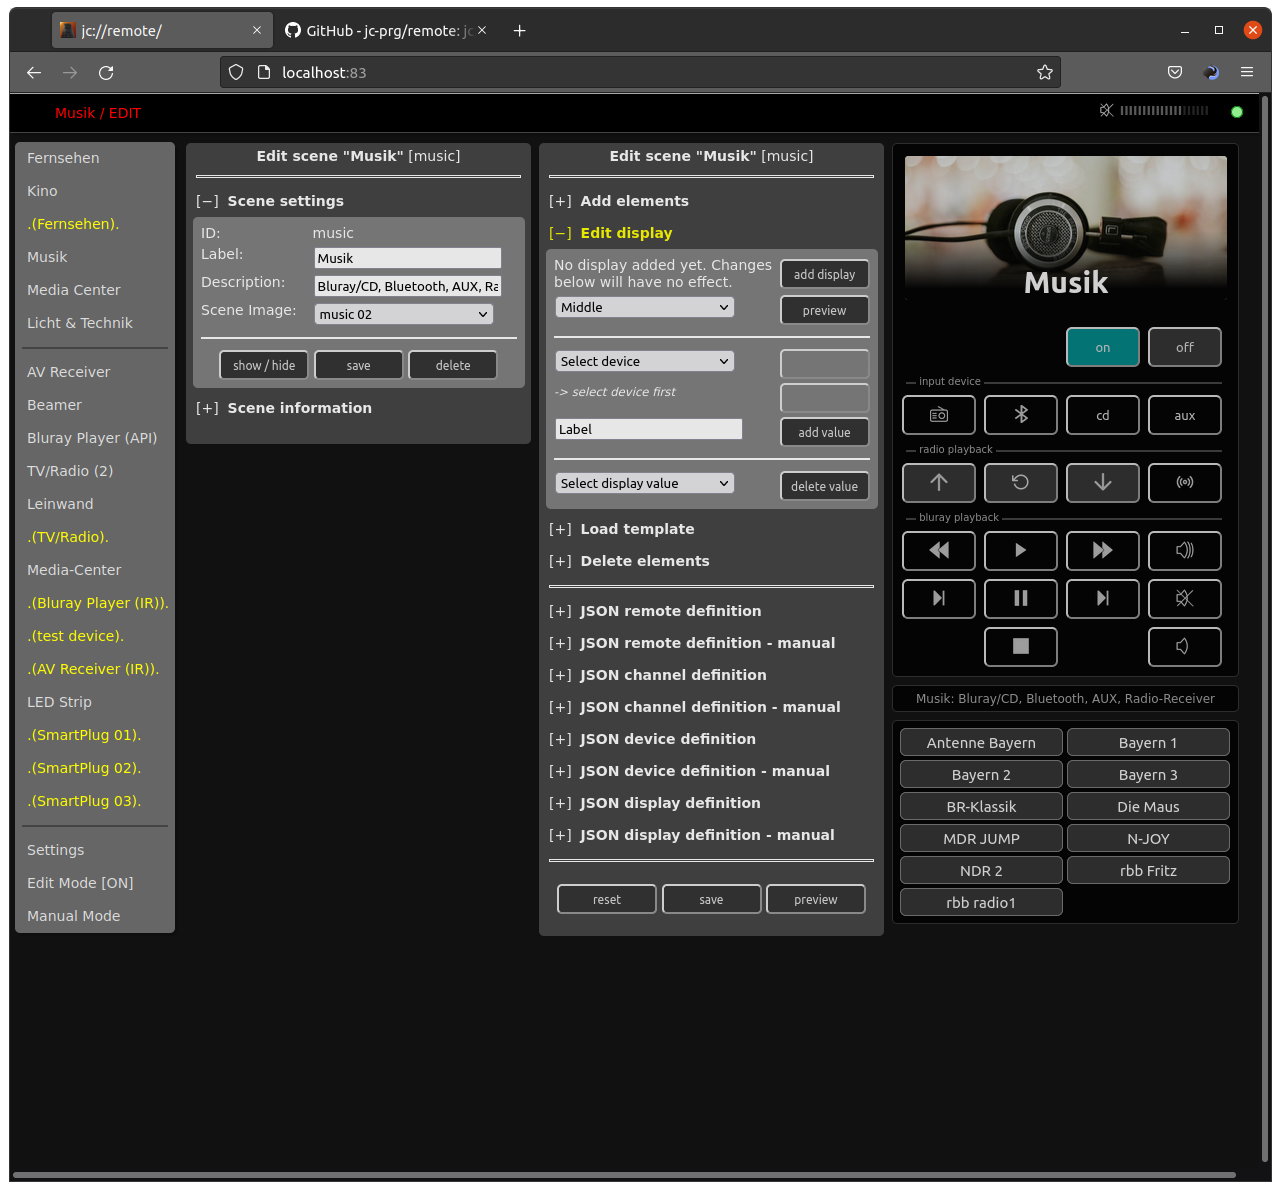 jc://remote/
GitHub - jc-prg/remote: jc
localhost:83
Musik / EDIT
Fernsehen
Kino
.(Fernsehen).
Musik
Media Center
Licht & Technik
AV Receiver
Beamer
Bluray Player (API)
TV/Radio (2)
Leinwand
.(TV/Radio).
Media-Center
.(Bluray Player (IR)).
.(test device).
.(AV Receiver (IR)).
LED Strip
.(SmartPlug 01).
.(SmartPlug 02).
.(SmartPlug 03).
Settings
Edit Mode [ON]
Manual Mode
Edit scene "Musik" [music]
[−] Scene settings
ID: music
Label: Musik
Description: Bluray/CD, Bluetooth, AUX, Ra
Scene Image: music 02
show / hide save delete
[+] Scene information
Edit scene "Musik" [music]
[+] Add elements
[−] Edit display
No display added yet. Changes
below will have no effect.
add display
Middle preview
Select device
-> select device first
Label add value
Select display value delete value
[+] Load template
[+] Delete elements
[+] JSON remote definition
[+] JSON remote definition - manual
[+] JSON channel definition
[+] JSON channel definition - manual
[+] JSON device definition
[+] JSON device definition - manual
[+] JSON display definition
[+] JSON display definition - manual
reset save preview
Musik
on off
input device
cd aux
radio playback
bluray playback
Musik: Bluray/CD, Bluetooth, AUX, Radio-Receiver
Antenne Bayern Bayern 1
Bayern 2 Bayern 3
BR-Klassik Die Maus
MDR JUMP N-JOY
NDR 2 rbb Fritz
rbb radio1